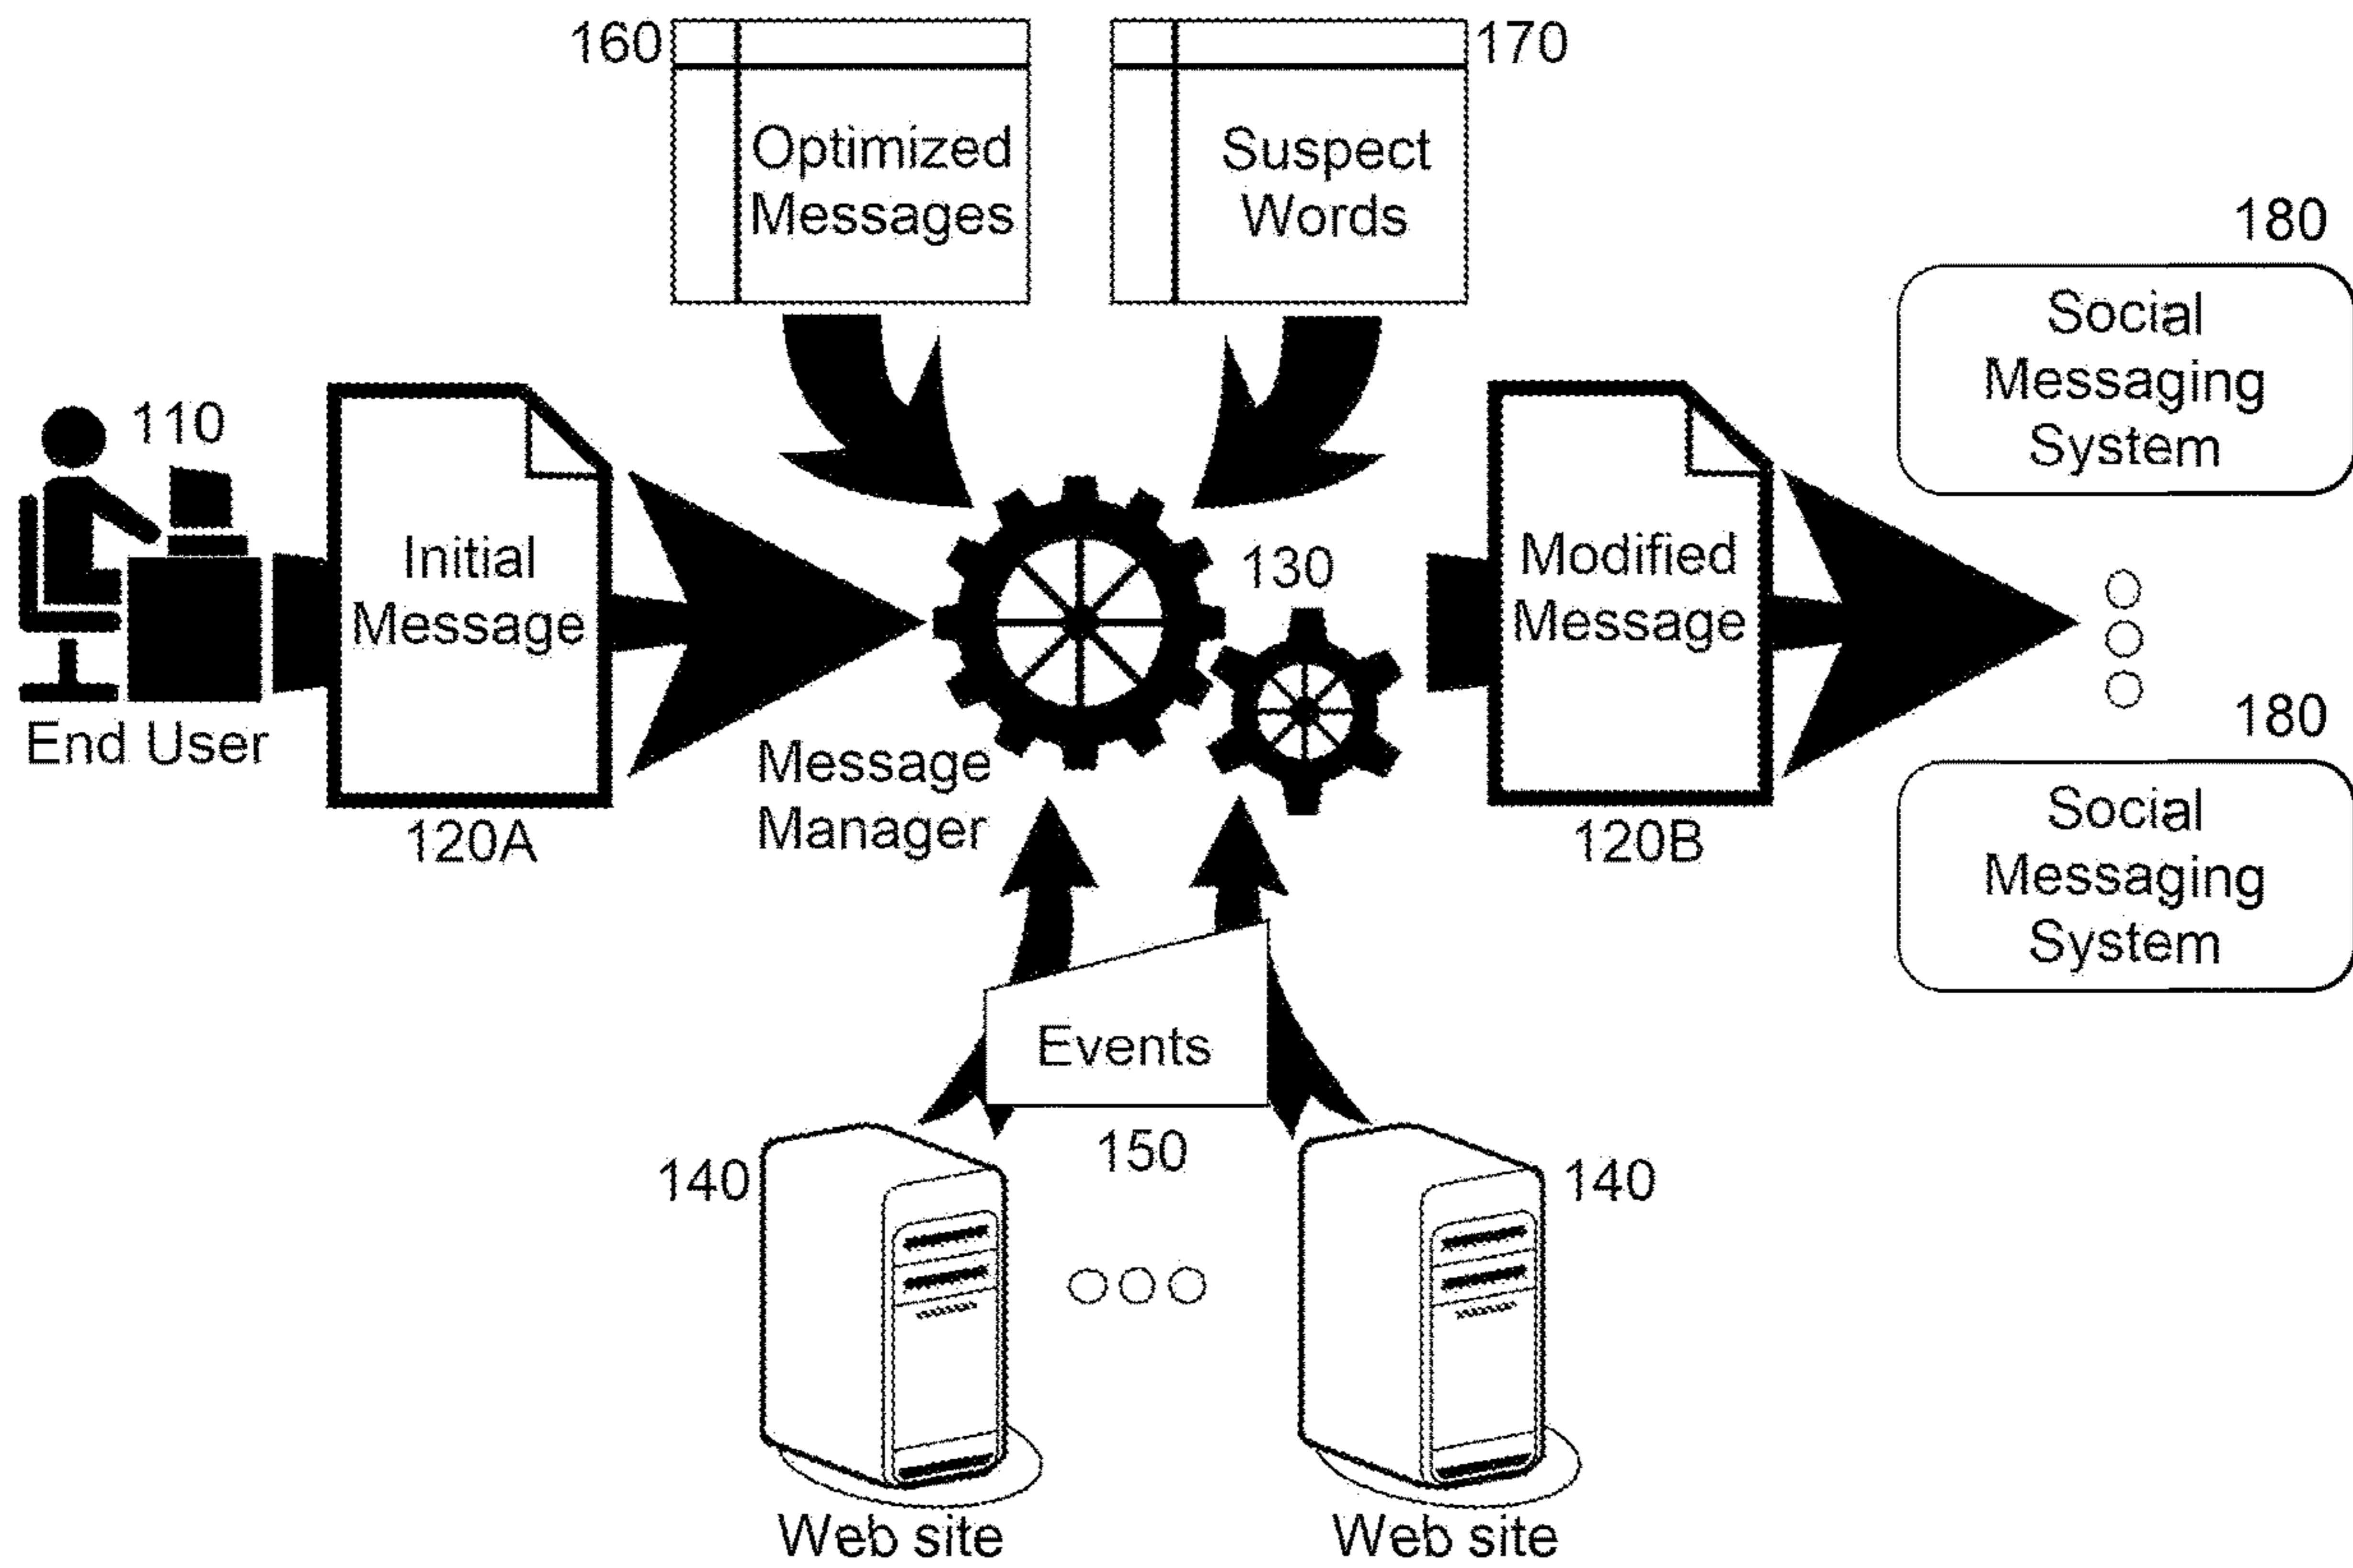 160
Optimized
Messages
170
Suspect
Words
180
Social
Messaging
System
110
End User
Initial
Message
120A
130
Message
Manager
Modified
Message
120B
180
Social
Messaging
System
Events
150
140
140
Web site
Web site